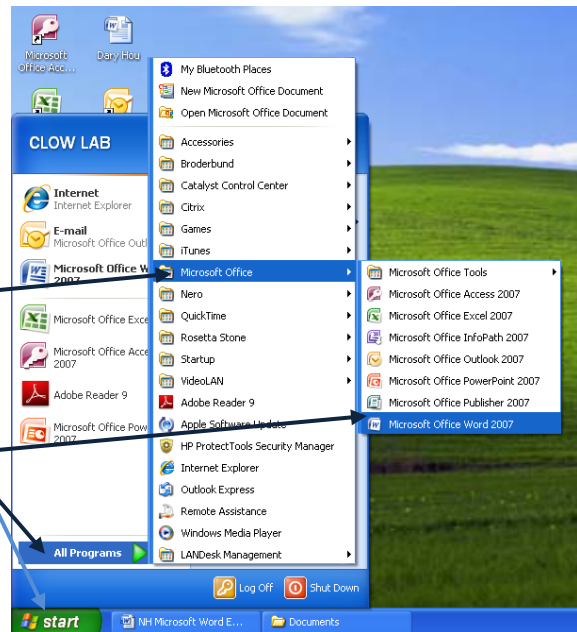 Microsoft
Office Acc...
Dary Hou
CLOW LAB
Internet
Internet Explorer
E-mail
Microsoft Office Outl
Microsoft Office W
2007
Microsoft Office Exce
Microsoft Office Acce
2007
Adobe Reader 9
Microsoft Office Pow
2007
All Programs
My Bluetooth Places
New Microsoft Office Document
Open Microsoft Office Document
Accessories
Broderbund
Catalyst Control Center
Citrix
Games
iTunes
Microsoft Office
Nero
QuickTime
Rosetta Stone
Startup
VideoLAN
Adobe Reader 9
Apple Software Update
HP ProtectTools Security Manager
Internet Explorer
Outlook Express
Remote Assistance
Windows Media Player
LANDesk Management
Microsoft Office Tools
Microsoft Office Access 2007
Microsoft Office Excel 2007
Microsoft Office InfoPath 2007
Microsoft Office Outlook 2007
Microsoft Office PowerPoint 2007
Microsoft Office Publisher 2007
Microsoft Office Word 2007
Log Off
Shut Down
start
NH Microsoft Word E...
Documents